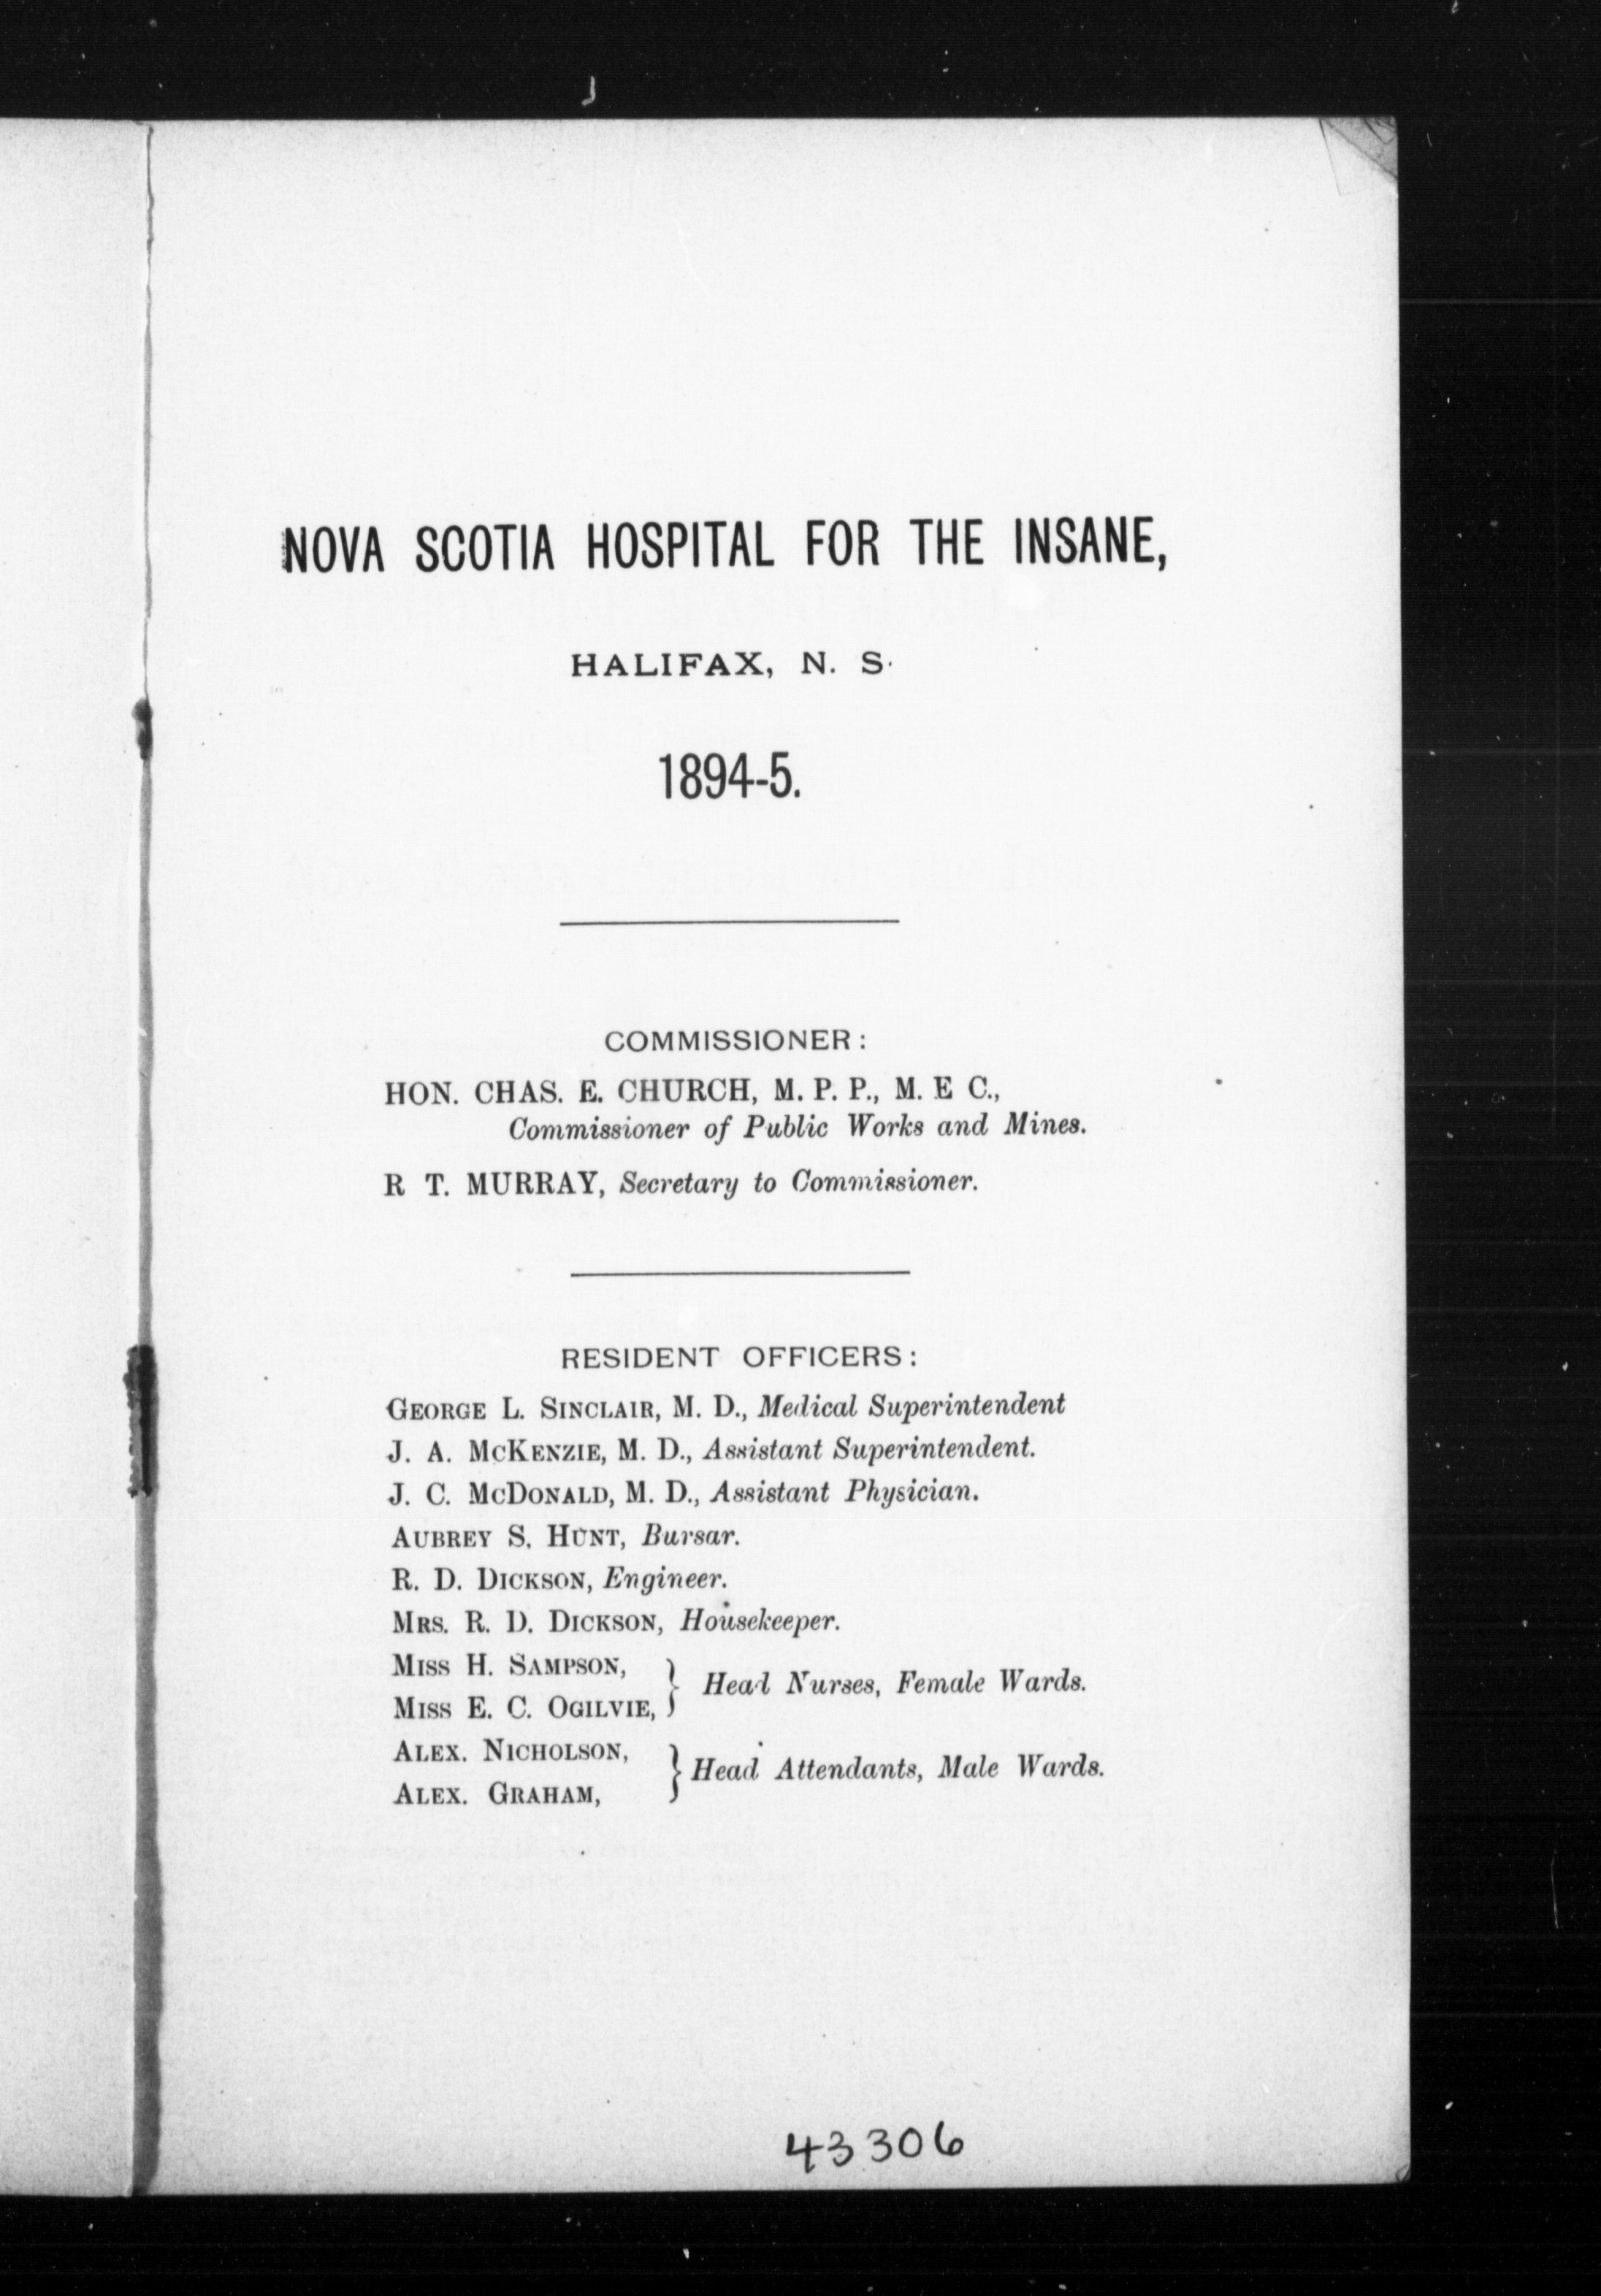 NOVA SCOTIA HOSPITAL FOR THE INSANE,
HALIFAX, N. S.
1894-5.
COMMISSIONER:
HON. CHAS. E. CHURCH, M. P. P., M. E C.,
Commissioner of Public Works and Mines.
R T. MURRAY, Secretary to Commissioner.
RESIDENT OFFICERS:
GEORGE L. SINCLAIR, M. D., Medical Superintendent
J. A. MCKENZIE, M. D., Assistant Superintendent.
J. C. MCDONALD, M. D., Assistant Physician.
AUBREY S. HUNT, Bursar.
R. D. DICKSON, Engineer.
MRS. R. D. DICKSON, Housekeeper.
MISS H. SAMPSON,
MISS E. C. OGILVIE, } Head Nurses, Female Wards.
ALEX. NICHOLSON,
ALEX. GRAHAM, } Head Attendants, Male Wards.
43306